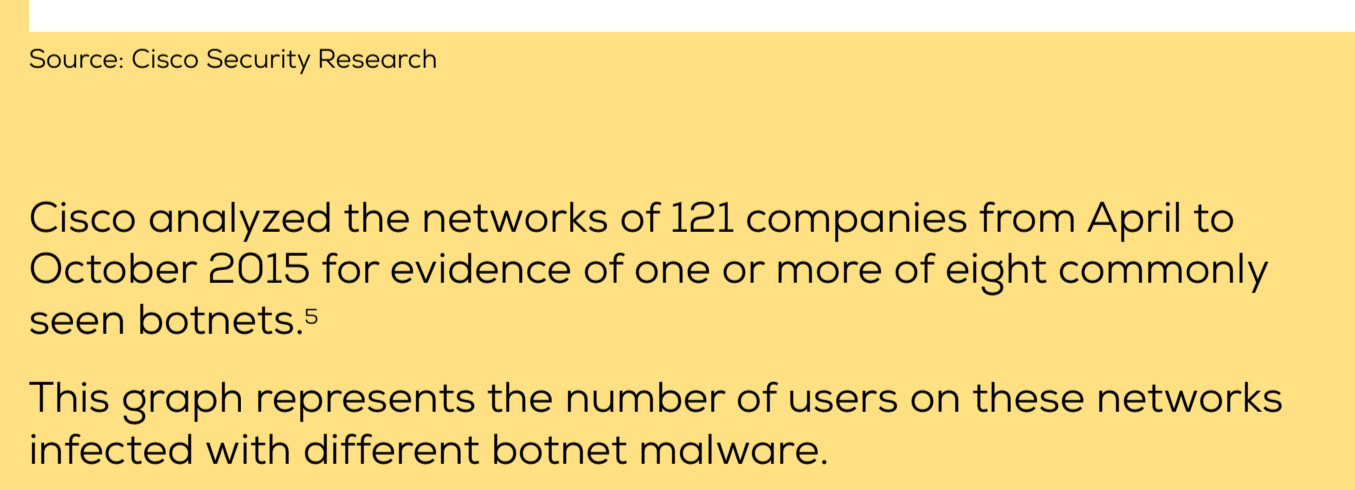 Source: Cisco Security Research
Cisco analyzed the networks of 121 companies from April to
October 2015 for evidence of one or more of eight commonly
seen botnets.⁵
This graph represents the number of users on these networks
infected with different botnet malware.